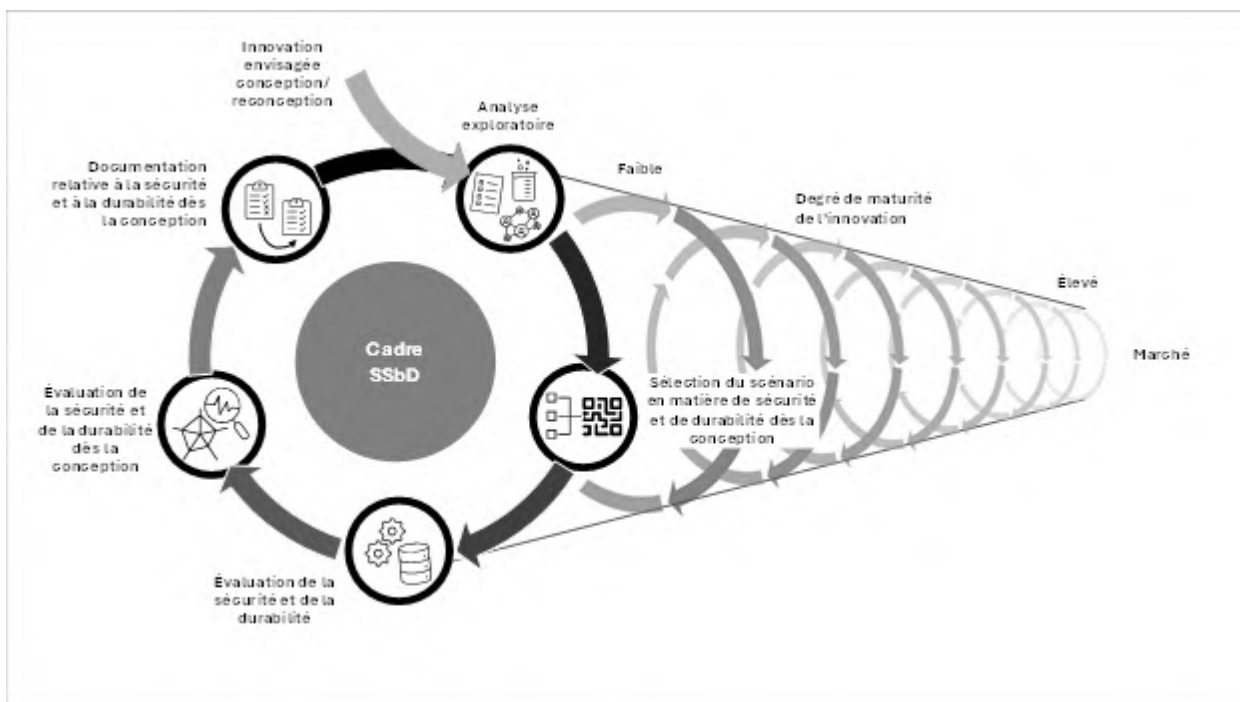 Innovation
envisagée
conception/
reconception
Analyse
exploratoire
Faible
Degré de maturité
de l'innovation
Élevé
Marché
Documentation
relative à la sécurité
et à la durabilité dès
la conception
Cadre
SSbD
Sélection du scénario
en matière de sécurité
et de durabilité dès la
conception
Évaluation de
la sécurité et
de la durabilité
dès la
conception
Évaluation de la
sécurité et de la
durabilité